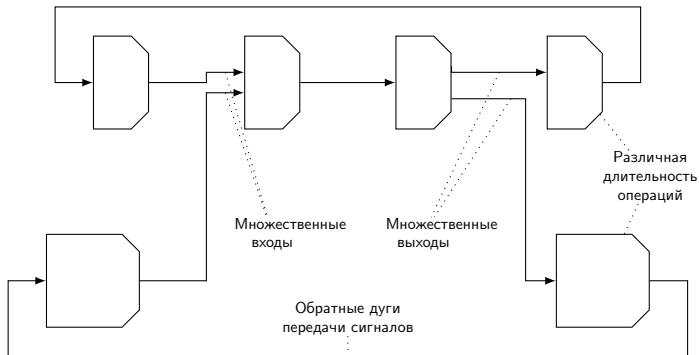 Различная
длительность
операций
Множественные
входы
Множественные
выходы
Обратные дуги
передачи сигналов